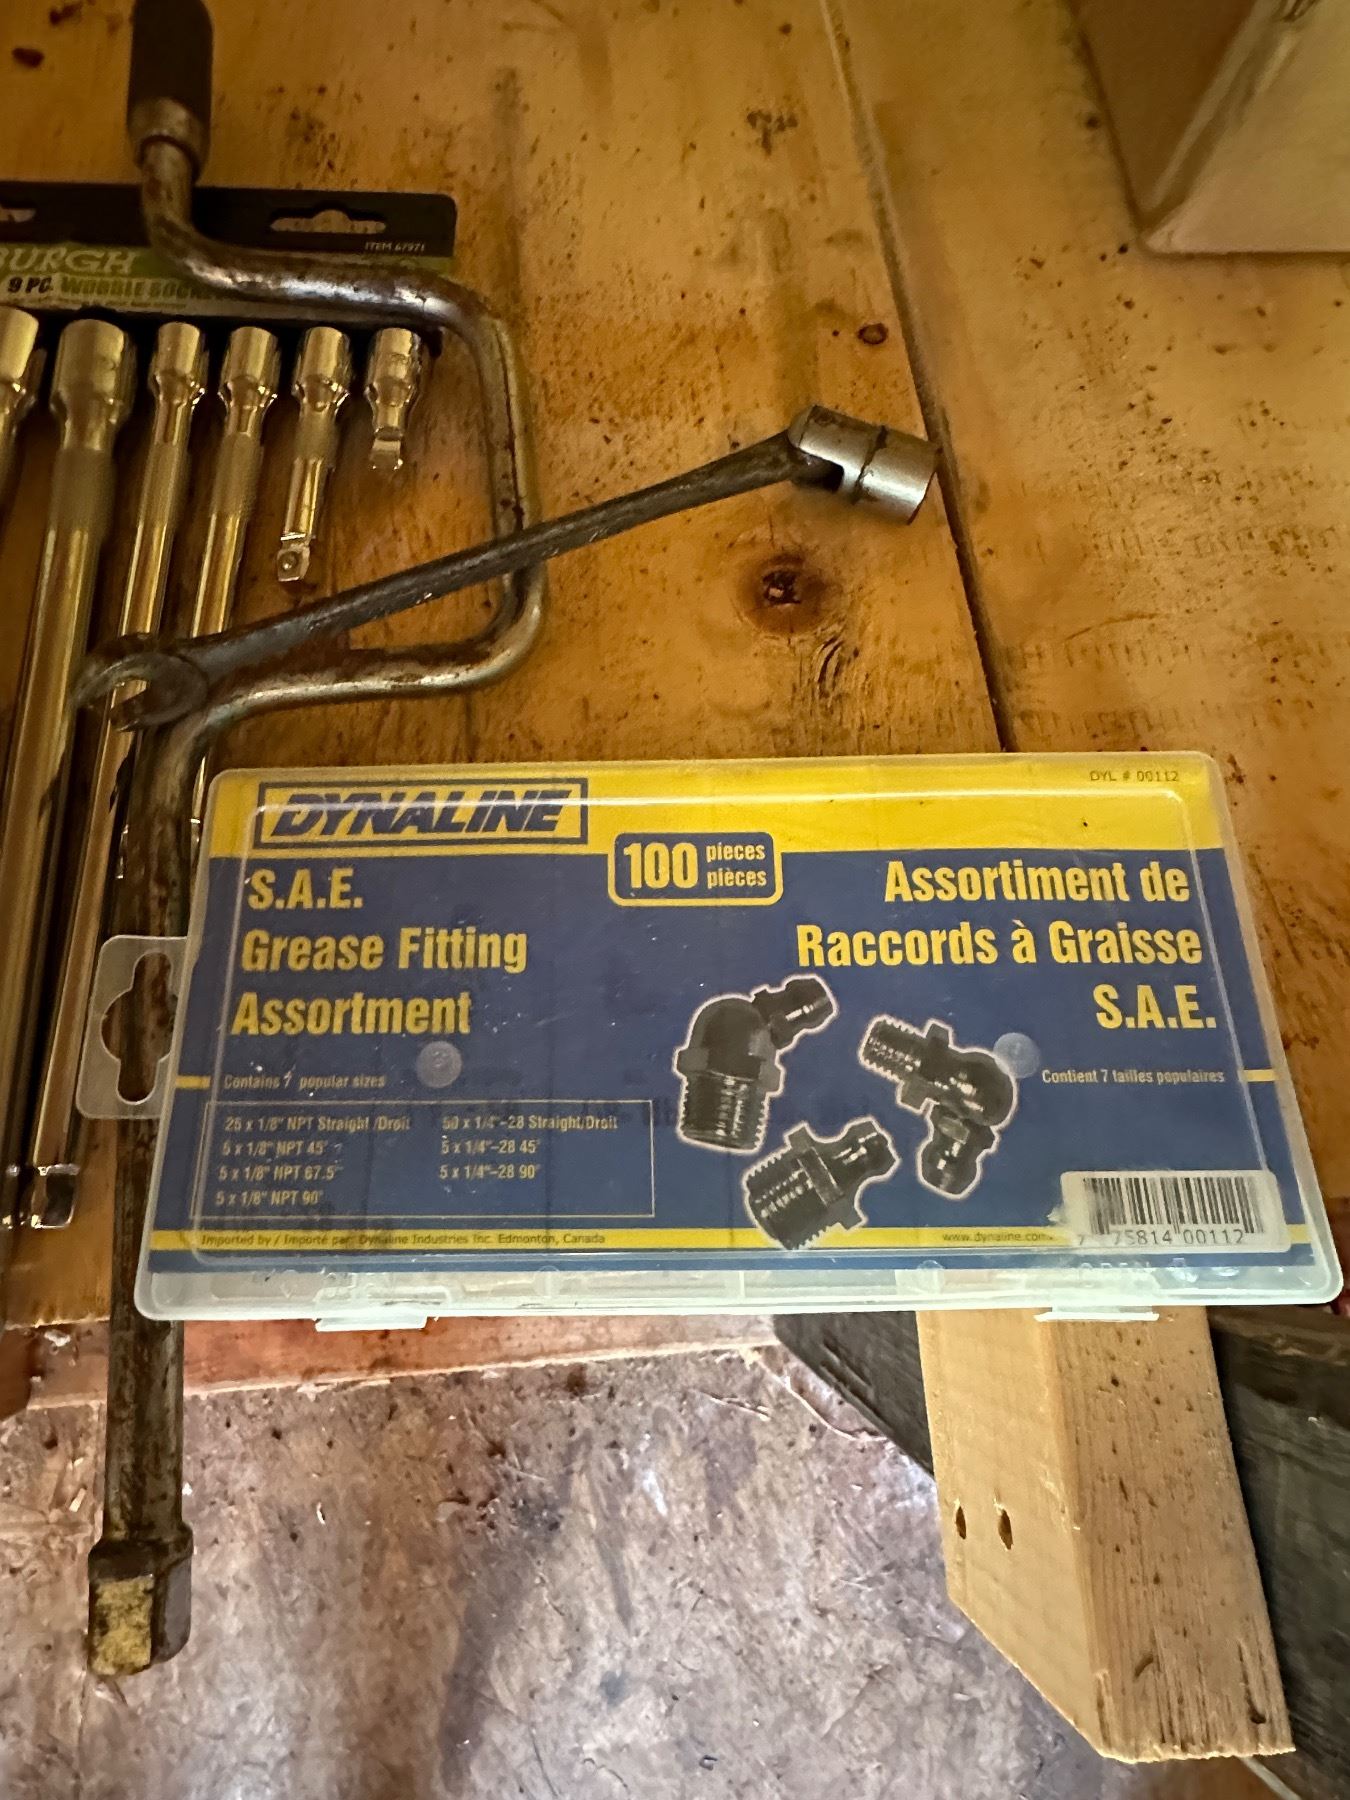 ITEM 67971
BURGH
9 PC. WOBBLE SOCKET
DYNALINE
DYL # 00112
100 pieces
pièces
S.A.E.
Grease Fitting
Assortment
Assortiment de
Raccords à Graisse
S.A.E.
Contains 7 popular sizes
Contient 7 tailles populaires
25 x 1/8" NPT Straight /Droit
5 x 1/8" NPT 45°
5 x 1/8" NPT 67.5°
5 x 1/8" NPT 90°
50 x 1/4"-28 Straight/Droit
5 x 1/4"-28 45°
5 x 1/4"-28 90°
Imported by / Importé par: Dynaline Industries Inc. Edmonton, Canada
www.dynaline.com
7 75814 00112
OPEN